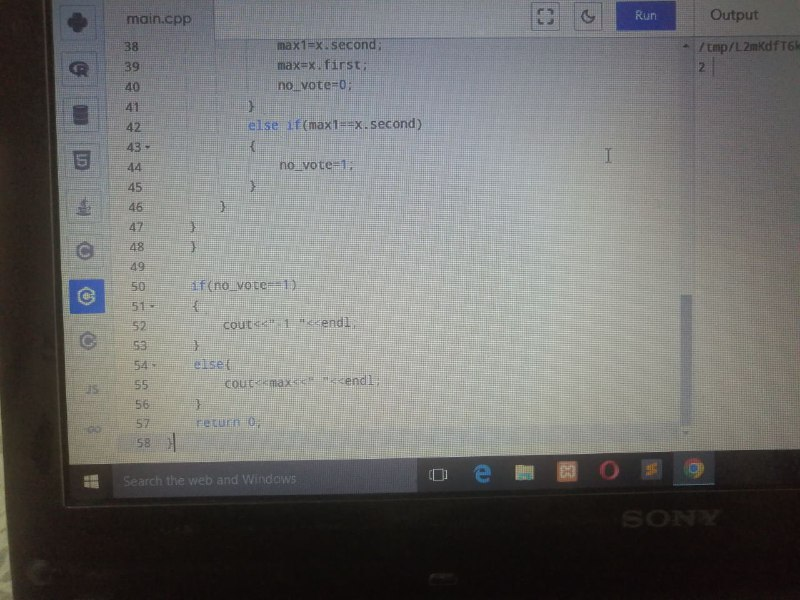 main.cpp
Run
Output
38 max1=x.second;
39 max=x.first;
40 no_vote=0;
41 }
42 else if(max1==x.second)
43 {
44 no_vote=1;
45 }
46 }
47 }
48 }
49
50 if(no_vote==1)
51 {
52 cout<<"-1 "<<endl;
53 }
54 else{
55 cout<<max<<" "<<endl;
56 }
57 return 0;
58 }
/tmp/L2mKdfT6k
2
JS
GO
Search the web and Windows
SONY